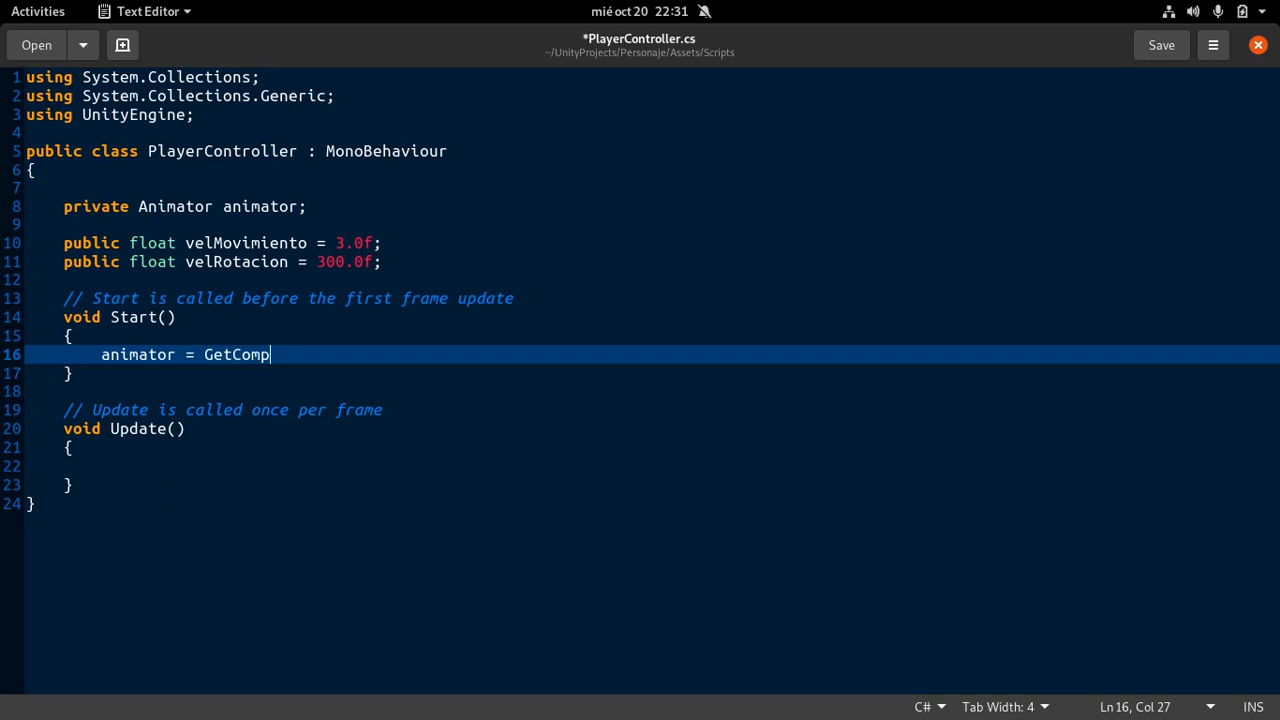 Activities Text Editor mié oct 20 22:31
Open *PlayerController.cs Save
~/UnityProjects/Personaje/Assets/Scripts
1 using System.Collections;
2 using System.Collections.Generic;
3 using UnityEngine;
4
5 public class PlayerController : MonoBehaviour
6 {
7
8 private Animator animator;
9
10 public float velMovimiento = 3.0f;
11 public float velRotacion = 300.0f;
12
13 // Start is called before the first frame update
14 void Start()
15 {
16 animator = GetComp
17 }
18
19 // Update is called once per frame
20 void Update()
21 {
22
23 }
24 }
C# Tab Width: 4 Ln 16, Col 27 INS